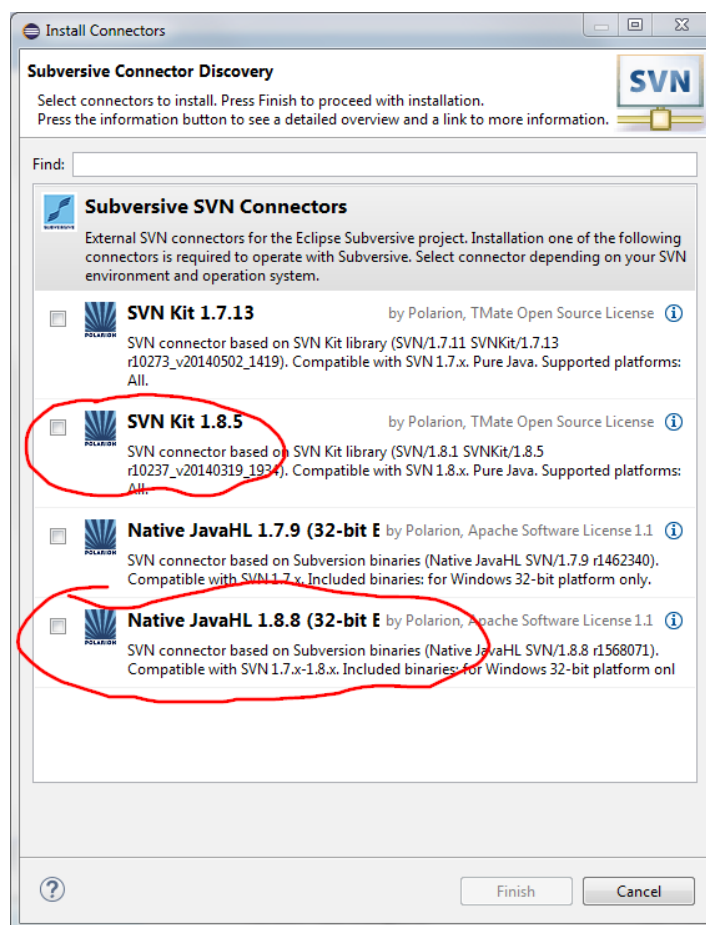 Install Connectors
Subversive Connector Discovery
Select connectors to install. Press Finish to proceed with installation.
Press the information button to see a detailed overview and a link to more information.
SVN
Find:
Subversive SVN Connectors
SUBVERSIVE
External SVN connectors for the Eclipse Subversive project. Installation one of the following
connectors is required to operate with Subversive. Select connector depending on your SVN
environment and operation system.
SVN Kit 1.7.13 by Polarion, TMate Open Source License
POLARION
SVN connector based on SVN Kit library (SVN/1.7.11 SVNKit/1.7.13
r10273_v20140502_1419). Compatible with SVN 1.7.x. Pure Java. Supported platforms:
All.
SVN Kit 1.8.5 by Polarion, TMate Open Source License
POLARION
SVN connector based on SVN Kit library (SVN/1.8.1 SVNKit/1.8.5
r10237_v20140319_1934). Compatible with SVN 1.8.x. Pure Java. Supported platforms:
All.
Native JavaHL 1.7.9 (32-bit E by Polarion, Apache Software License 1.1
POLARION
SVN connector based on Subversion binaries (Native JavaHL SVN/1.7.9 r1462340).
Compatible with SVN 1.7.x. Included binaries: for Windows 32-bit platform only.
Native JavaHL 1.8.8 (32-bit E by Polarion, Apache Software License 1.1
POLARION
SVN connector based on Subversion binaries (Native JavaHL SVN/1.8.8 r1568071).
Compatible with SVN 1.7.x-1.8.x. Included binaries: for Windows 32-bit platform onl
Finish Cancel